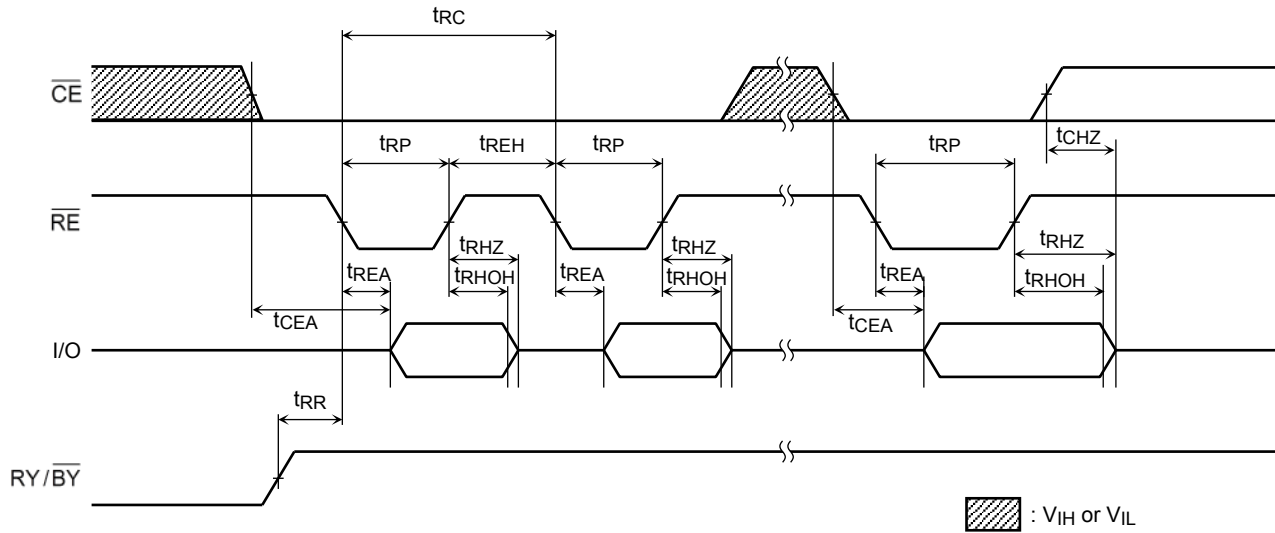 tRC
CE
tCHZ
tRP
tREH
tRP
tRP
RE
tRHZ
tRHZ
tRHZ
tREA
tRHOH
tREA
tRHOH
tREA
tRHOH
tCEA
tCEA
I/O
tRR
RY/BY
: VIH or VIL